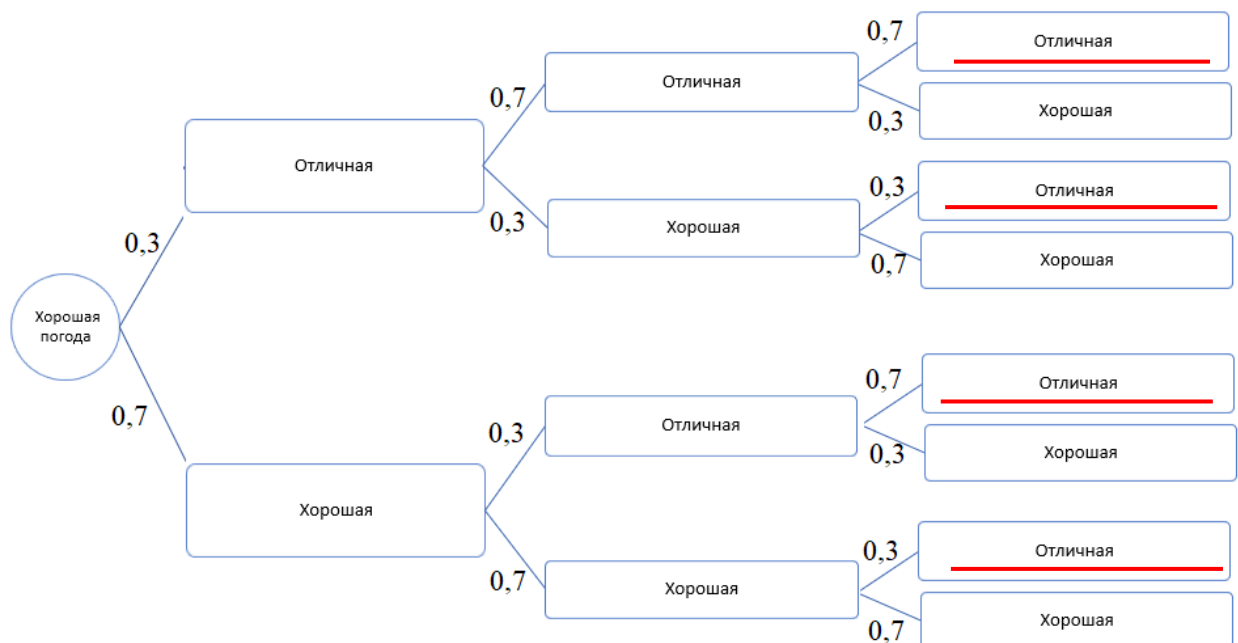 0,7
Отличная
Отличная
0,7
0,3
Хорошая
Отличная
0,3
Отличная
0,3
Хорошая
0,3
0,7
Хорошая
Хорошая
погода
0,7
Отличная
0,7
0,3
Отличная
0,3
Хорошая
Хорошая
0,3
Отличная
0,7
Хорошая
0,7
Хорошая